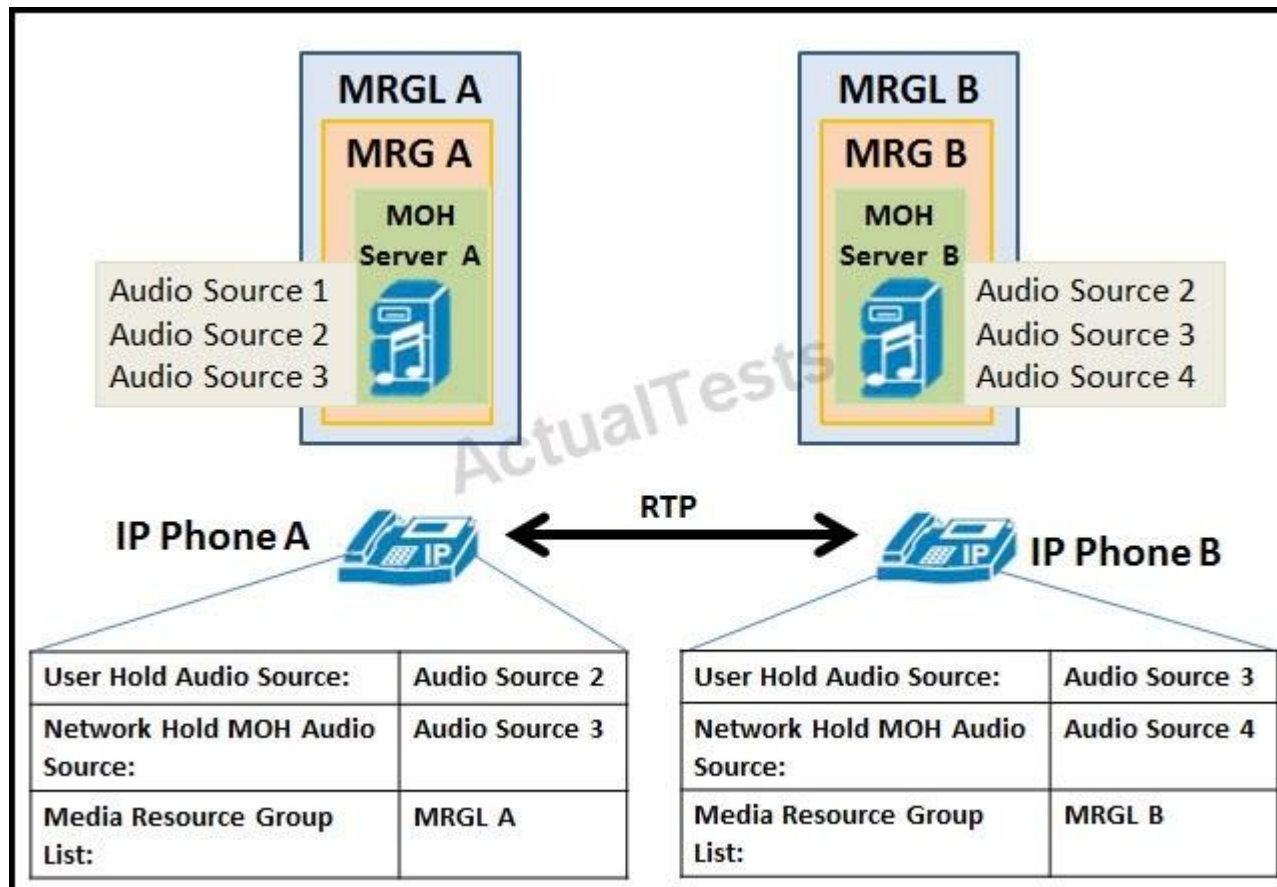 MRGL A
MRG A
MOH
Server A
Audio Source 1
Audio Source 2
Audio Source 3
MRGL B
MRG B
MOH
Server B
Audio Source 2
Audio Source 3
Audio Source 4
ActualTests
IP Phone A
IP
RTP
IP
IP Phone B
User Hold Audio Source: Audio Source 2
Network Hold MOH Audio Source: Audio Source 3
Media Resource Group List: MRGL A
User Hold Audio Source: Audio Source 3
Network Hold MOH Audio Source: Audio Source 4
Media Resource Group List: MRGL B